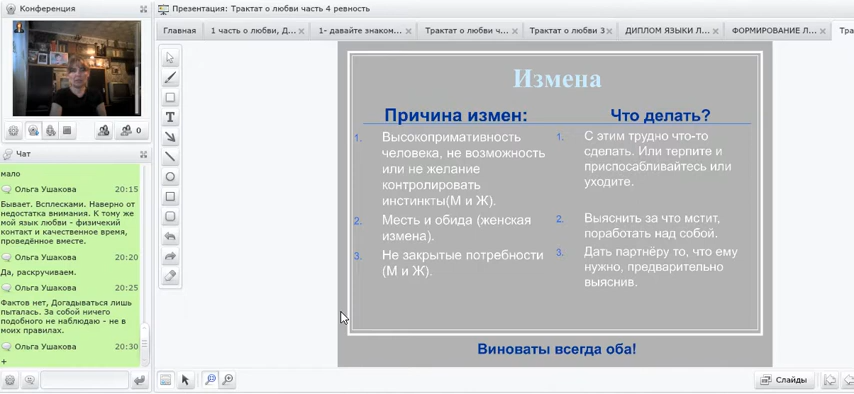 Конференция
0
Чат
мало
Ольга Ушакова 20:15
Бывает. Всплесками. Наверно от
недостатка внимания. К тому же
мой язык любви - физичекий
контакт и качественное время,
проведённое вместе.
Ольга Ушакова 20:20
Да, раскручиваем.
Ольга Ушакова 20:25
Фактов нет, Догадываться лишь
пыталась. За собой ничего
подобного не наблюдаю - не в
моих правилах.
Ольга Ушакова 20:30
+
Презентация: Трактат о любви часть 4 ревность
Главная
1 часть о любви, Д...
1- давайте знаком...
Трактат о любви ч...
Трактат о любви 3
ДИПЛОМ ЯЗЫКИ Л...
ФОРМИРОВАНИЕ Л...
Тра
T
Измена
Причина измен:
1. Высокопримативность
человека, не возможность
или не желание
контролировать
инстинкты(М и Ж).
2. Месть и обида (женская
измена).
3. Не закрытые потребности
(М и Ж).
Что делать?
1. С этим трудно что-то
сделать. Или терпите и
приспосабливайтесь или
уходите.
2. Выяснить за что мстит,
поработать над собой.
3. Дать партнёру то, что ему
нужно, предварительно
выяснив.
Виноваты всегда оба!
Слайды